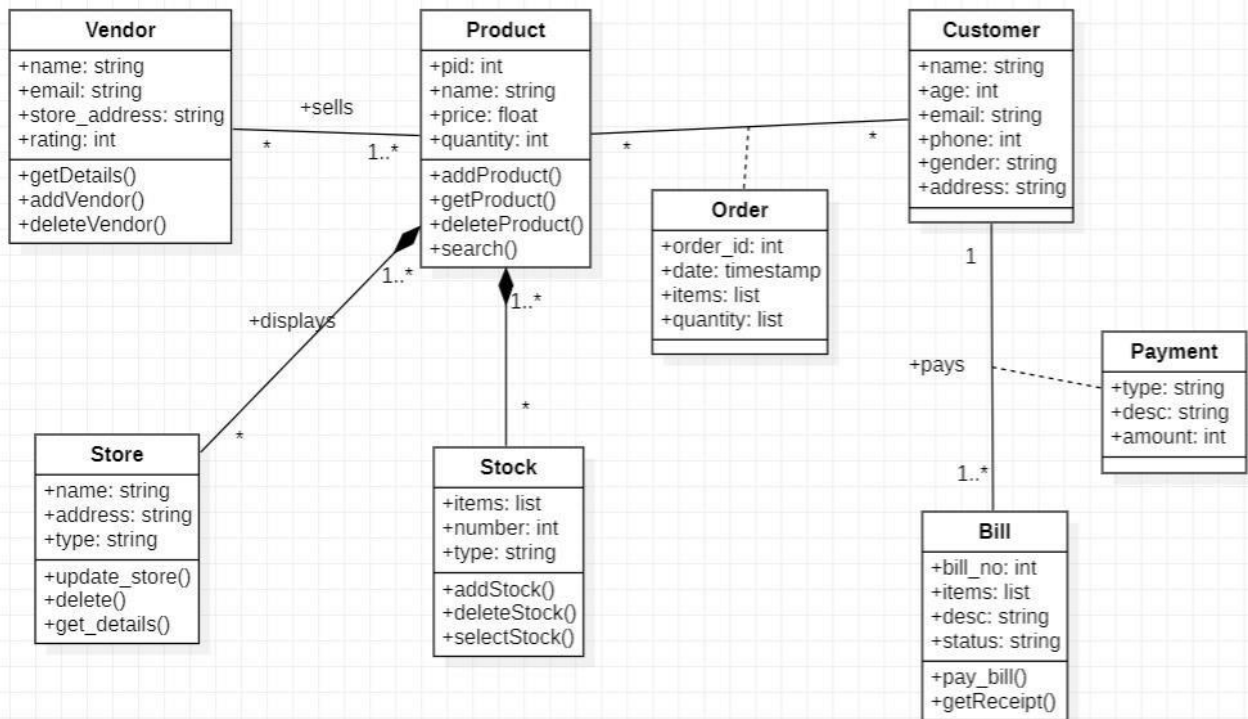 Vendor
+name: string
+email: string
+store_address: string
+rating: int
+getDetails()
+addVendor()
+deleteVendor()
+sells
*
1..*
Product
+pid: int
+name: string
+price: float
+quantity: int
+addProduct()
+getProduct()
+deleteProduct()
+search()
*
*
Customer
+name: string
+age: int
+email: string
+phone: int
+gender: string
+address: string
Order
+order_id: int
+date: timestamp
+items: list
+quantity: list
1..*
+displays
*
1..*
*
1
+pays
1..*
Payment
+type: string
+desc: string
+amount: int
Store
+name: string
+address: string
+type: string
+update_store()
+delete()
+get_details()
Stock
+items: list
+number: int
+type: string
+addStock()
+deleteStock()
+selectStock()
Bill
+bill_no: int
+items: list
+desc: string
+status: string
+pay_bill()
+getReceipt()